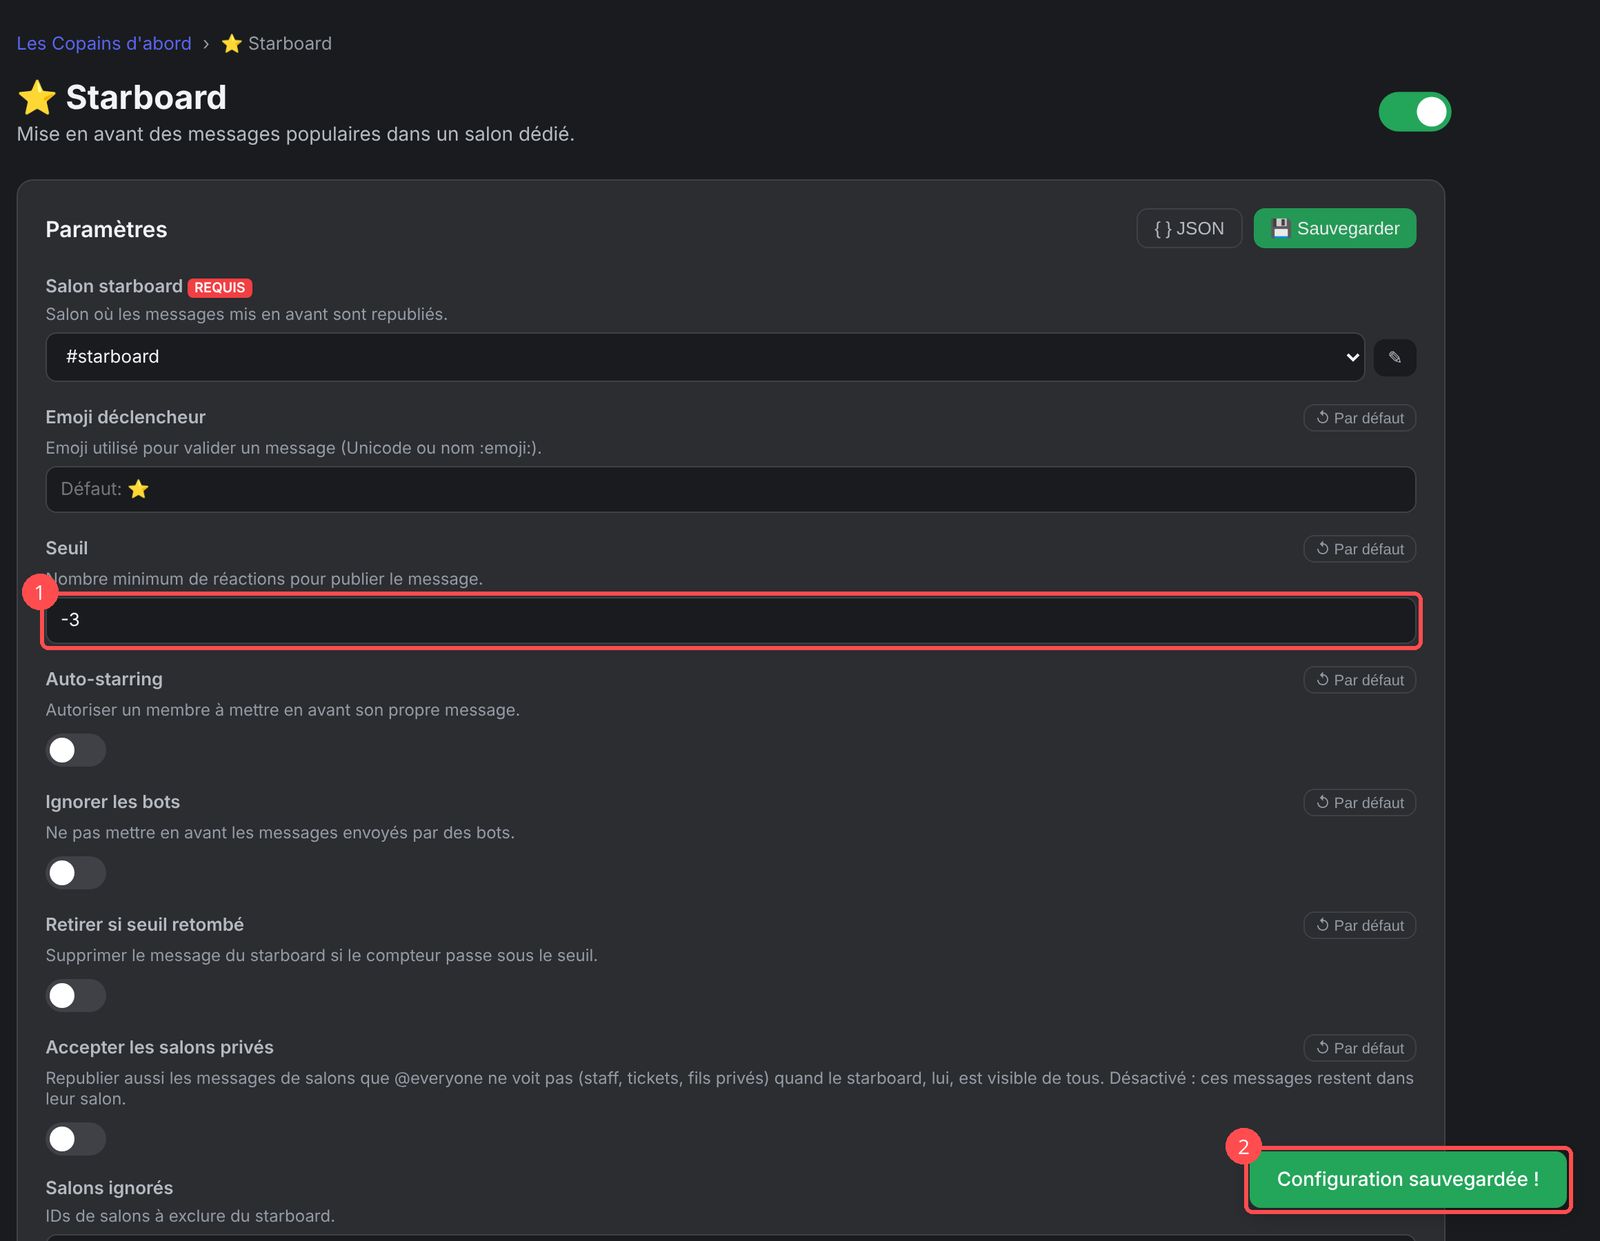 Les Copains d'abord › ⭐ Starboard
⭐ Starboard
Mise en avant des messages populaires dans un salon dédié.
Paramètres
{ } JSON
💾 Sauvegarder
Salon starboard REQUIS
Salon où les messages mis en avant sont republiés.
#starboard
✎
Emoji déclencheur
↺ Par défaut
Emoji utilisé pour valider un message (Unicode ou nom :emoji:).
Défaut: ⭐
Seuil
↺ Par défaut
Nombre minimum de réactions pour publier le message.
1
-3
Auto-starring
↺ Par défaut
Autoriser un membre à mettre en avant son propre message.
Ignorer les bots
↺ Par défaut
Ne pas mettre en avant les messages envoyés par des bots.
Retirer si seuil retombé
↺ Par défaut
Supprimer le message du starboard si le compteur passe sous le seuil.
Accepter les salons privés
↺ Par défaut
Republier aussi les messages de salons que @everyone ne voit pas (staff, tickets, fils privés) quand le starboard, lui, est visible de tous. Désactivé : ces messages restent dans
leur salon.
2
Configuration sauvegardée !
Salons ignorés
IDs de salons à exclure du starboard.